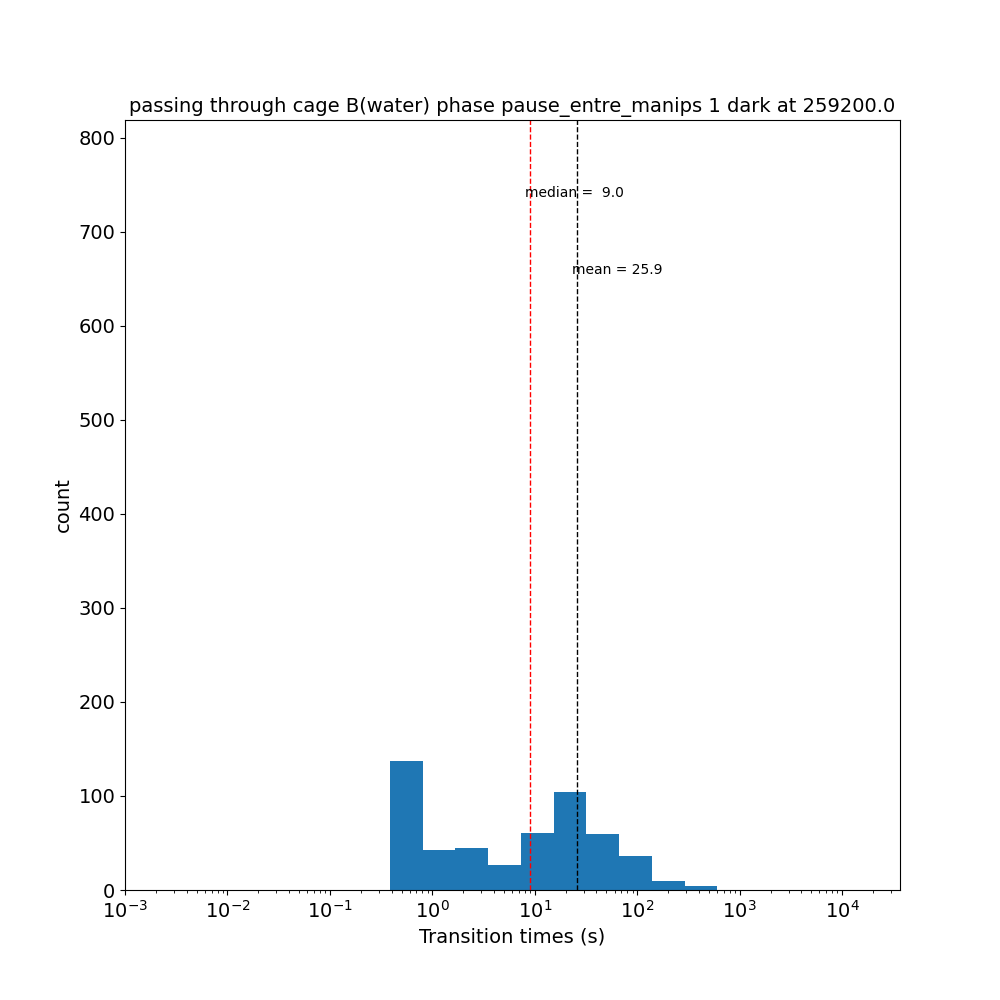 passing through cage B(water) phase pause_entre_manips 1 dark at 259200.0
800
700
600
500
400
300
200
100
0
count
median =  9.0
mean = 25.9
10⁻³ 10⁻² 10⁻¹ 10⁰ 10¹ 10² 10³ 10⁴
Transition times (s)